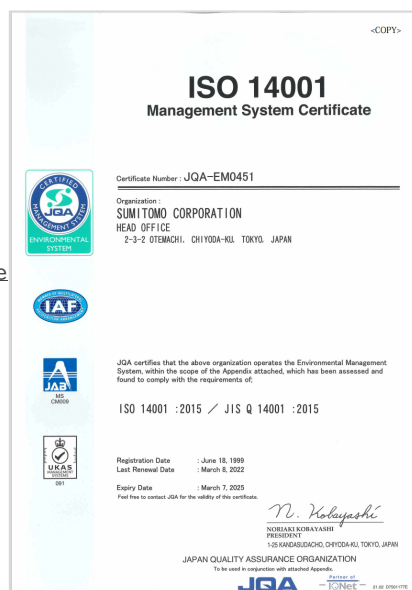 <COPY>
ISO 14001
Management System Certificate
Certificate Number : JQA-EM0451
Organization :
SUMITOMO CORPORATION
HEAD OFFICE
2-3-2 OTEMACHI, CHIYODA-KU, TOKYO, JAPAN
CERTIFIED
MANAGEMENT SYSTEM
JQA
ENVIRONMENTAL
SYSTEM
e
IAF
JAB
MS
CM009
UKAS
MANAGEMENT
SYSTEMS
091
JQA certifies that the above organization operates the Environmental Management
System, within the scope of the Appendix attached, which has been assessed and
found to comply with the requirements of;
ISO 14001 :2015 / JIS Q 14001 :2015
Registration Date : June 18, 1999
Last Renewal Date : March 8, 2022
Expiry Date : March 7, 2025
Feel free to contact JQA for the validity of this certificate.
N. Kobayashi
NORIAKI KOBAYASHI
PRESIDENT
1-25 KANDASUDACHO, CHIYODA-KU, TOKYO, JAPAN
JAPAN QUALITY ASSURANCE ORGANIZATION
To be used in conjunction with attached Appendix.
JQA
Partner of
IQNet